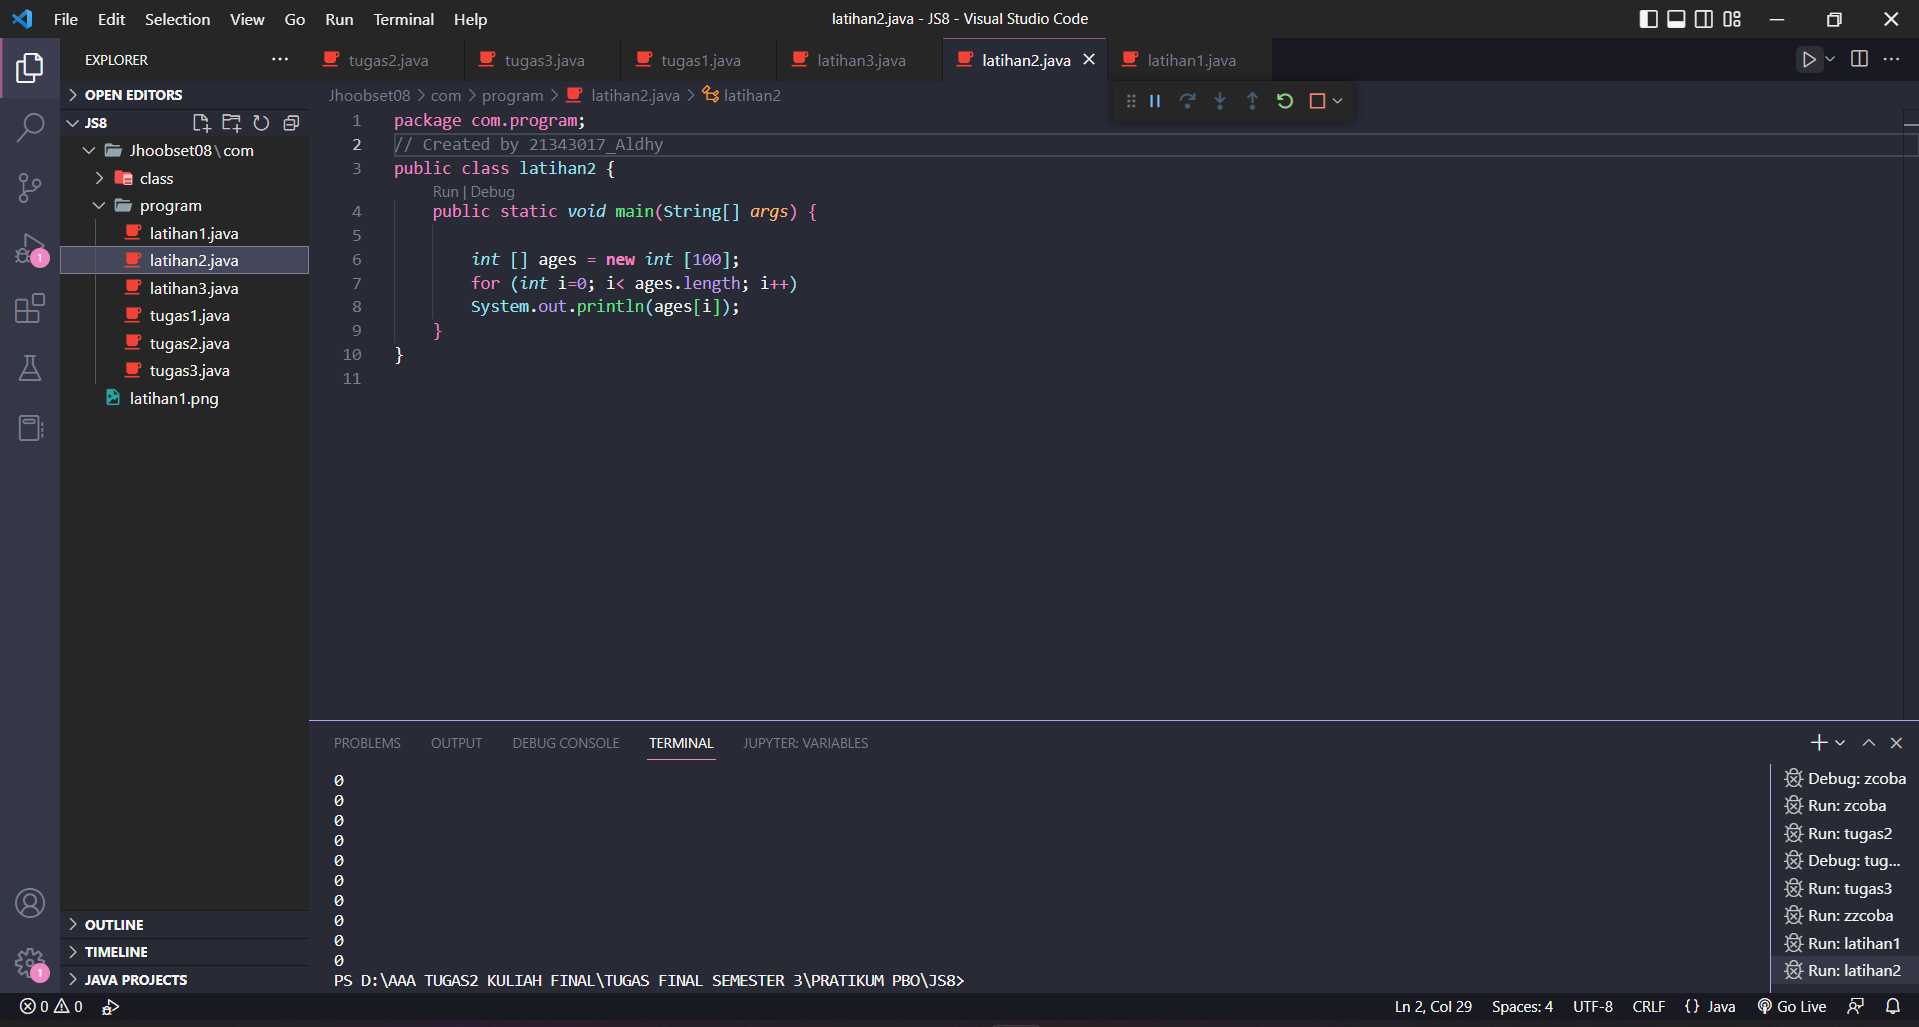 File Edit Selection View Go Run Terminal Help
latihan2.java - JS8 - Visual Studio Code
EXPLORER
OPEN EDITORS
JS8
Jhoobset08\com
class
program
latihan1.java
latihan2.java
latihan3.java
tugas1.java
tugas2.java
tugas3.java
latihan1.png
OUTLINE
TIMELINE
JAVA PROJECTS
1
1
tugas2.java tugas3.java tugas1.java latihan3.java latihan2.java latihan1.java
Jhoobset08 > com > program > latihan2.java > latihan2
1 package com.program;
2 // Created by 21343017_Aldhy
3 public class latihan2 {
Run | Debug
4 public static void main(String[] args) {
5
6 int [] ages = new int [100];
7 for (int i=0; i< ages.length; i++)
8 System.out.println(ages[i]);
9 }
10 }
11
PROBLEMS OUTPUT DEBUG CONSOLE TERMINAL JUPYTER: VARIABLES
0
0
0
0
0
0
0
0
0
0
PS D:\AAA TUGAS2 KULIAH FINAL\TUGAS FINAL SEMESTER 3\PRATIKUM PBO\JS8>
Debug: zcoba
Run: zcoba
Run: tugas2
Debug: tug...
Run: tugas3
Run: zzcoba
Run: latihan1
Run: latihan2
0 0
Ln 2, Col 29 Spaces: 4 UTF-8 CRLF {} Java Go Live